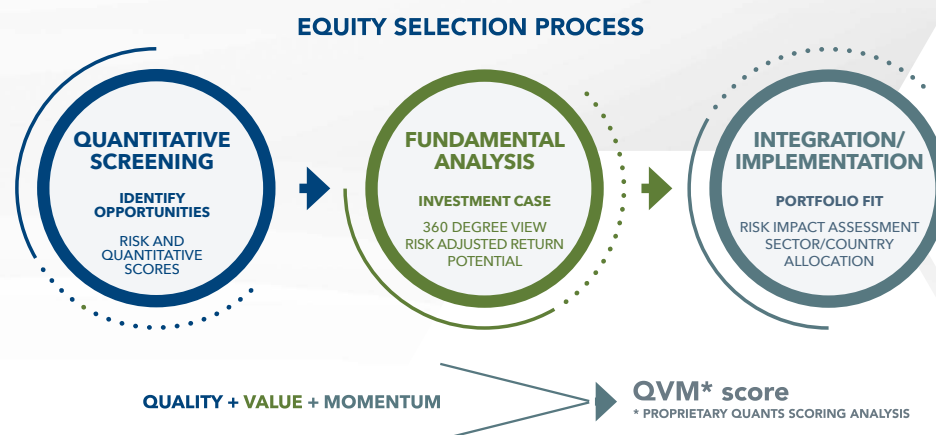 EQUITY SELECTION PROCESS
QUANTITATIVE
SCREENING
IDENTIFY
OPPORTUNITIES
RISK AND
QUANTITATIVE
SCORES
FUNDAMENTAL
ANALYSIS
INVESTMENT CASE
360 DEGREE VIEW
RISK ADJUSTED RETURN
POTENTIAL
INTEGRATION/
IMPLEMENTATION
PORTFOLIO FIT
RISK IMPACT ASSESSMENT
SECTOR/COUNTRY
ALLOCATION
QUALITY + VALUE + MOMENTUM
QVM* score
* PROPRIETARY QUANTS SCORING ANALYSIS